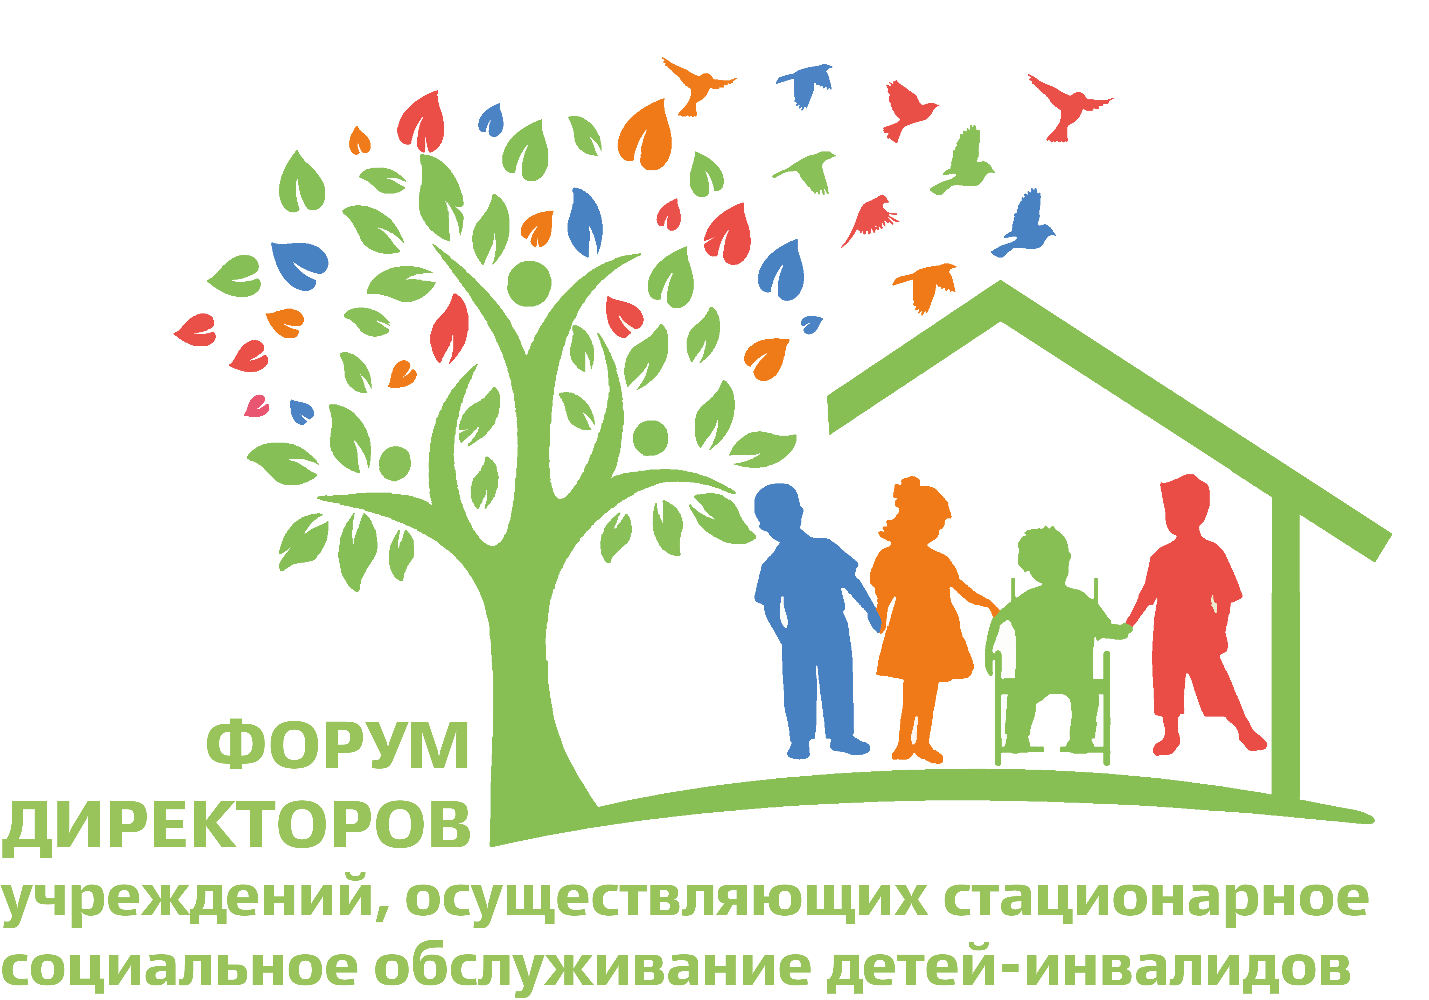 ФОРУМ
ДИРЕКТОРОВ
учреждений, осуществляющих стационарное
социальное обслуживание детей-инвалидов